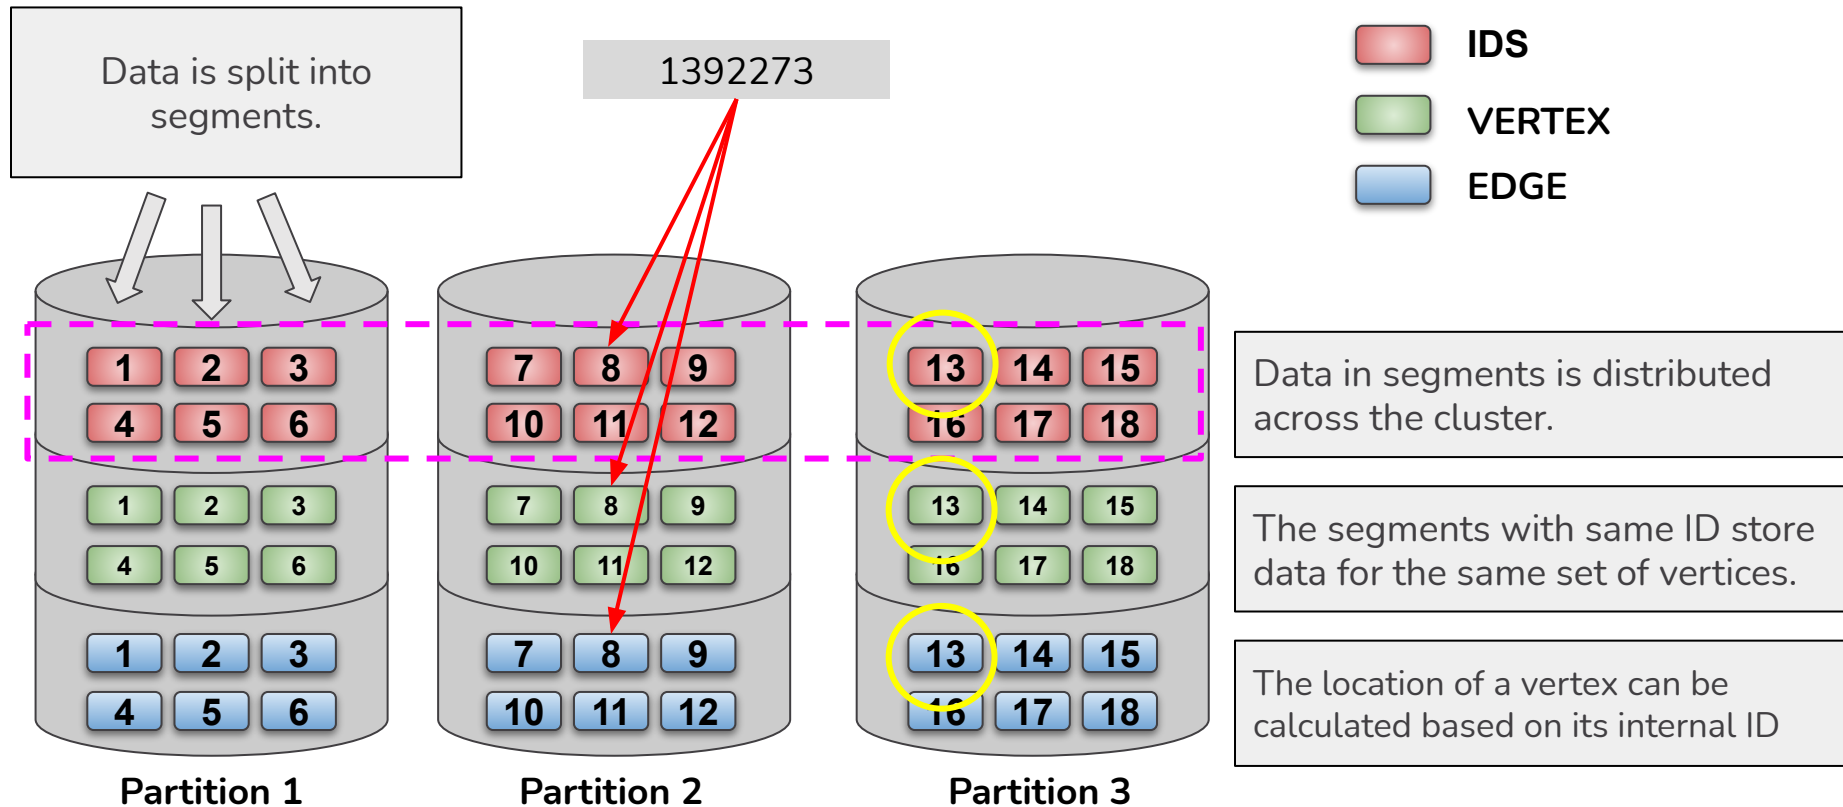 Data is split into
segments.
1392273
IDS
VERTEX
EDGE
1 2 3
4 5 6
7 8 9
10 11 12
13 14 15
16 17 18
1 2 3
4 5 6
7 8 9
10 11 12
13 14 15
16 17 18
1 2 3
4 5 6
7 8 9
10 11 12
13 14 15
16 17 18
Data in segments is distributed
across the cluster.
The segments with same ID store
data for the same set of vertices.
The location of a vertex can be
calculated based on its internal ID
Partition 1
Partition 2
Partition 3